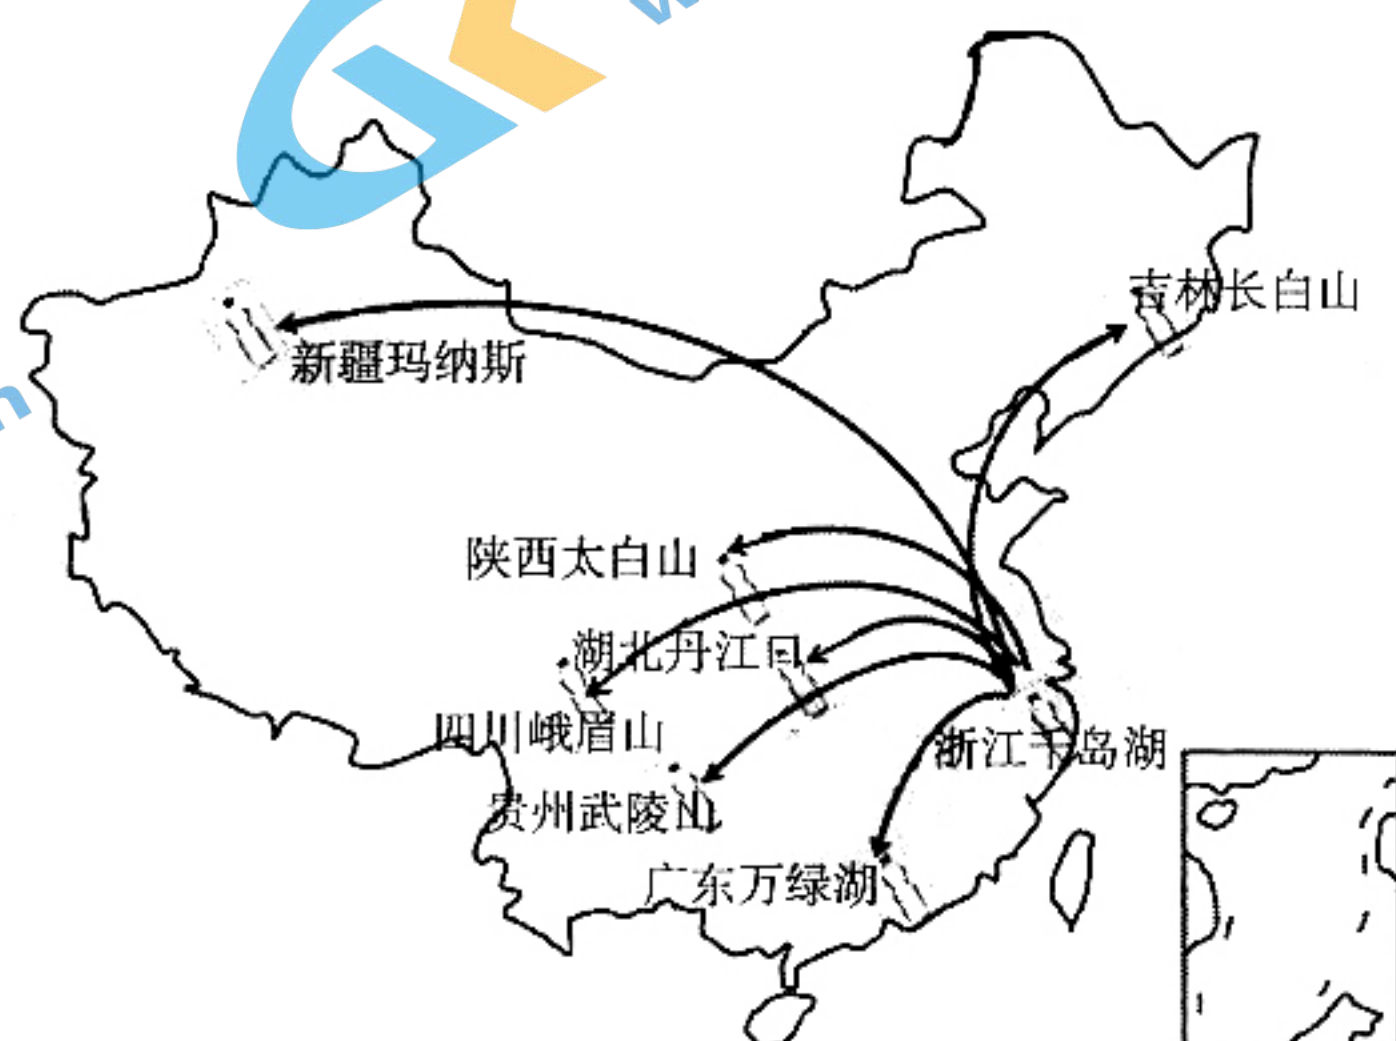 吉林长白山
新疆玛纳斯
陕西太白山
湖北丹江口
四川峨眉山
浙江千岛湖
贵州武陵山
广东万绿湖